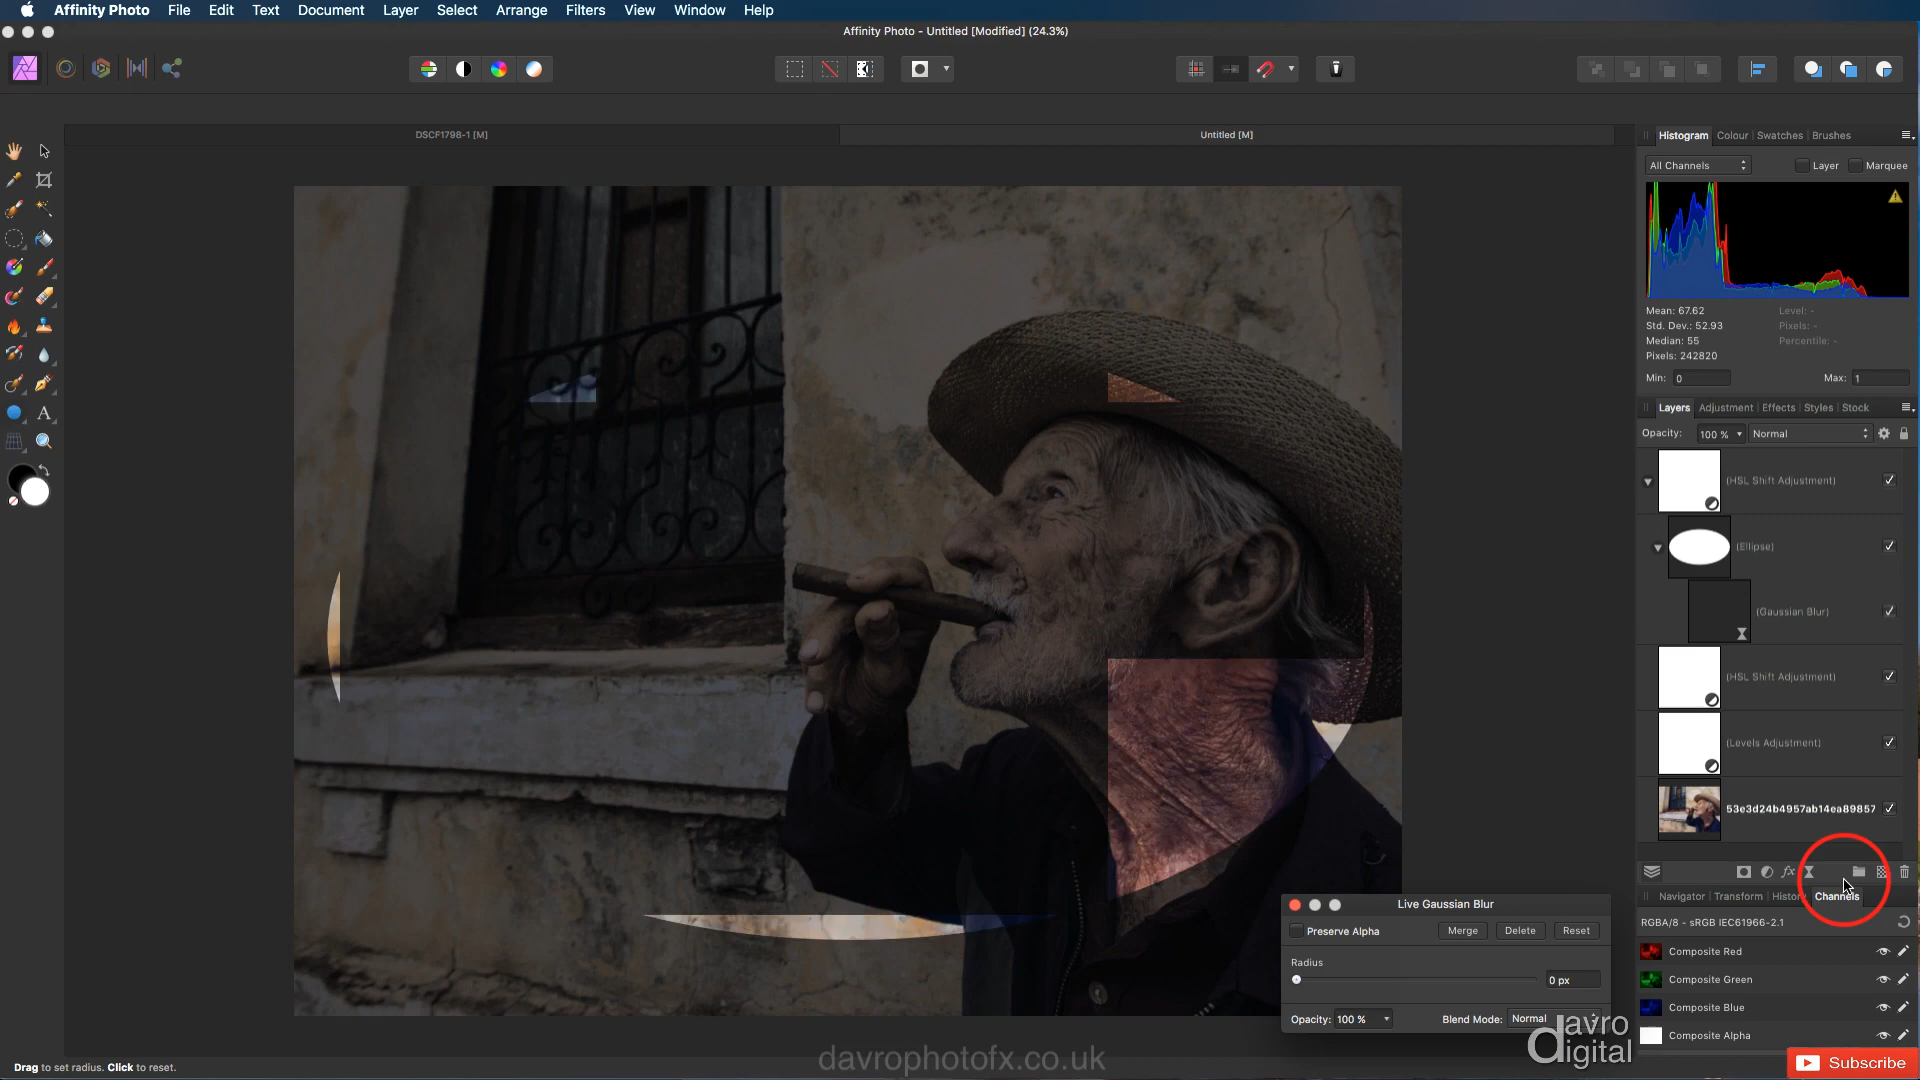 Affinity Photo File Edit Text Document Layer Select Arrange Filters View Window Help
Affinity Photo - Untitled [Modified] (24.3%)
DSCF1798-1 [M] Untitled [M]
Histogram Colour Swatches Brushes
All Channels Layer Marquee
Mean: 67.62 Level: -
Std. Dev.: 52.93 Pixels: -
Median: 55 Percentile: -
Pixels: 242820
Min: 0 Max: 1
Layers Adjustment Effects Styles Stock
Opacity: 100 % Normal
(HSL Shift Adjustment)
(Ellipse)
(Gaussian Blur)
(HSL Shift Adjustment)
(Levels Adjustment)
53e3d24b4957ab14ea89857
fx
Navigator Transform History Channels
RGBA/8 - sRGB IEC61966-2.1
Composite Red
Composite Green
Composite Blue
Composite Alpha
Live Gaussian Blur
Preserve Alpha Merge Delete Reset
Radius
0 px
Opacity: 100 % Blend Mode: Normal
davro
digital
davrophotofx.co.uk
Drag to set radius. Click to reset.
Subscribe